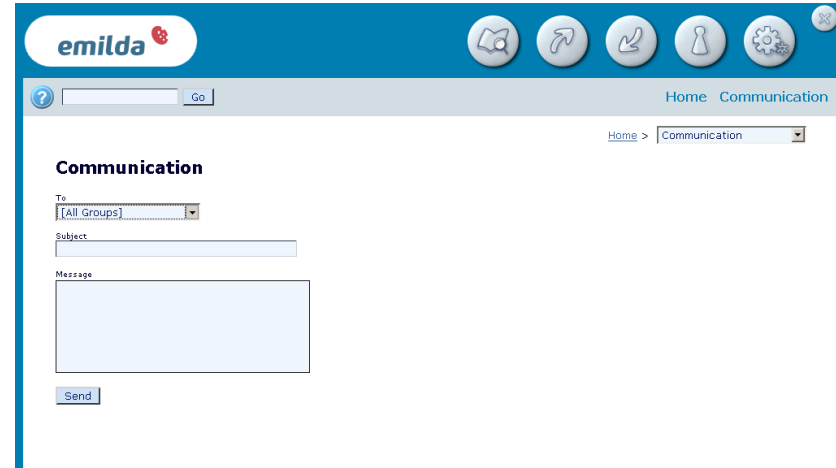 emilda
Go
Home Communication
Home > Communication
Communication
To
[All Groups]
Subject
Message
Send